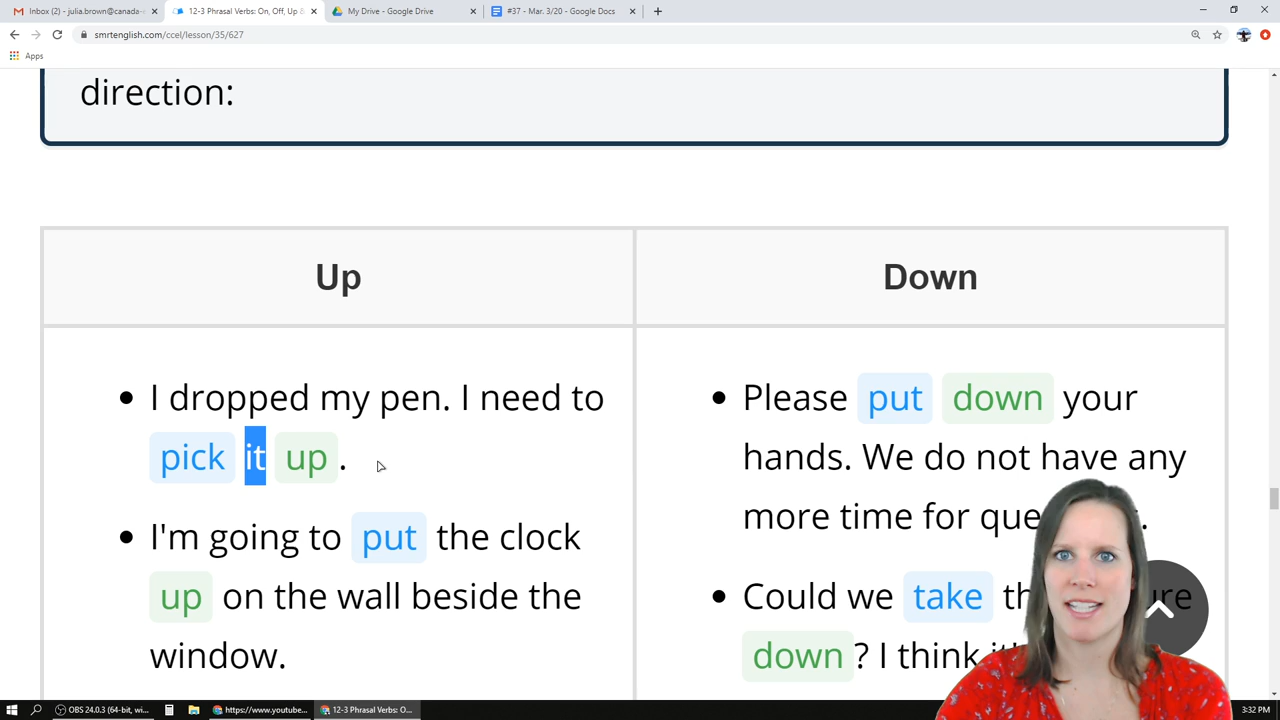 Inbox (2) - julia.brown@canada-
12-3 Phrasal Verbs: On, Off, Up &
My Drive - Google Drive
#37 - Mar. 3/20 - Google Docs
smrtenglish.com/ccel/lesson/35/627
Apps
direction:
Up
Down
I dropped my pen. I need to
pick it up.
I'm going to put the clock
up on the wall beside the
window.
Please put down your
hands. We do not have any
more time for
Could we take
down? I think
OBS 24.0.3 (64-bit, wi...
https://www.youtube...
12-3 Phrasal Verbs: O...
3:32 PM